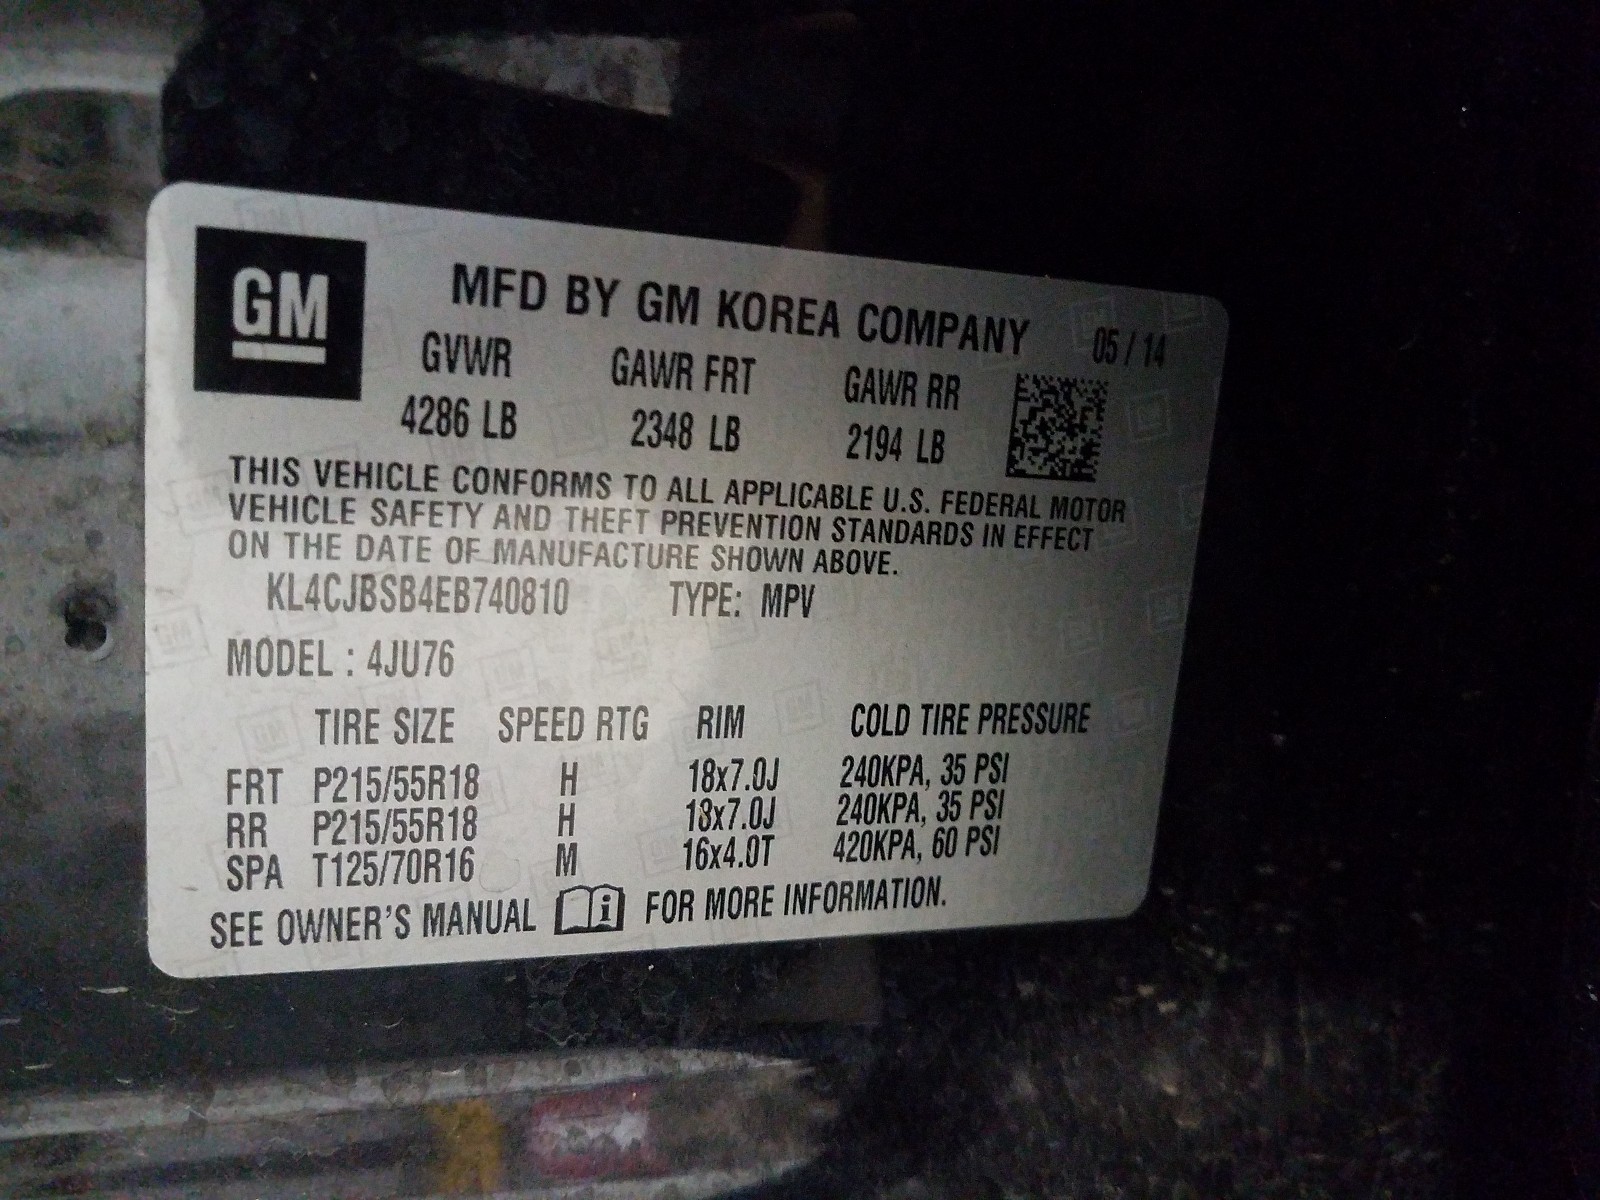 GM
MFD BY GM KOREA COMPANY 05 / 14
GVWR GAWR FRT GAWR RR
4286 LB 2348 LB 2194 LB
THIS VEHICLE CONFORMS TO ALL APPLICABLE U.S. FEDERAL MOTOR
VEHICLE SAFETY AND THEFT PREVENTION STANDARDS IN EFFECT
ON THE DATE OF MANUFACTURE SHOWN ABOVE.
KL4CJBSB4EB740810 TYPE: MPV
MODEL : 4JU76
TIRE SIZE SPEED RTG RIM COLD TIRE PRESSURE
FRT P215/55R18 H 18x7.0J 240KPA, 35 PSI
RR P215/55R18 H 18x7.0J 240KPA, 35 PSI
SPA T125/70R16 M 16x4.0T 420KPA, 60 PSI
SEE OWNER'S MANUAL i FOR MORE INFORMATION.